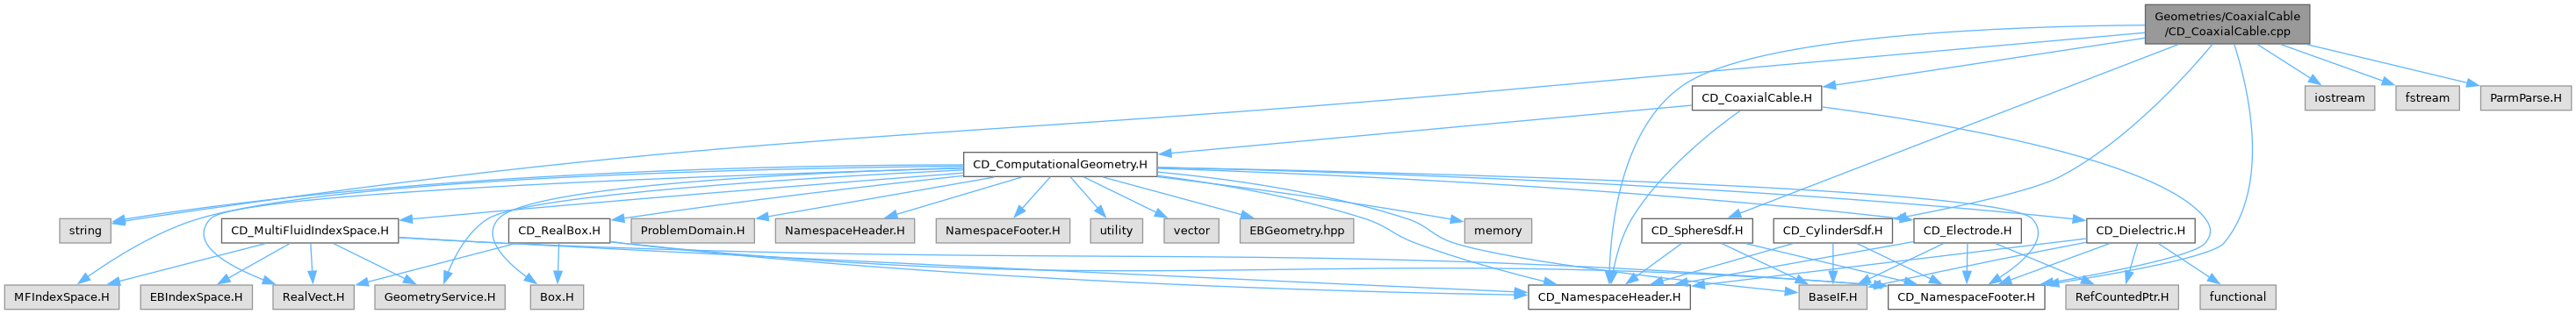 Geometries/CoaxialCable
/CD_CoaxialCable.cpp
CD_CoaxialCable.H
iostream
fstream
ParmParse.H
CD_ComputationalGeometry.H
string
CD_MultiFluidIndexSpace.H
CD_RealBox.H
ProblemDomain.H
NamespaceHeader.H
NamespaceFooter.H
utility
vector
EBGeometry.hpp
memory
CD_SphereSdf.H
CD_CylinderSdf.H
CD_Electrode.H
CD_Dielectric.H
MFIndexSpace.H
EBIndexSpace.H
RealVect.H
GeometryService.H
Box.H
CD_NamespaceHeader.H
BaseIF.H
CD_NamespaceFooter.H
RefCountedPtr.H
functional